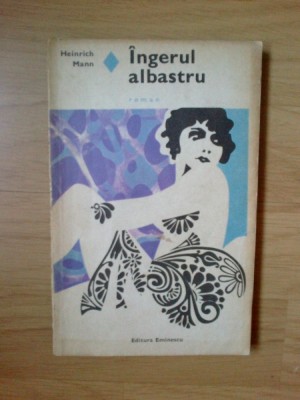 Heinrich
Mann
Îngerul
albastru
roman
Editura Eminescu